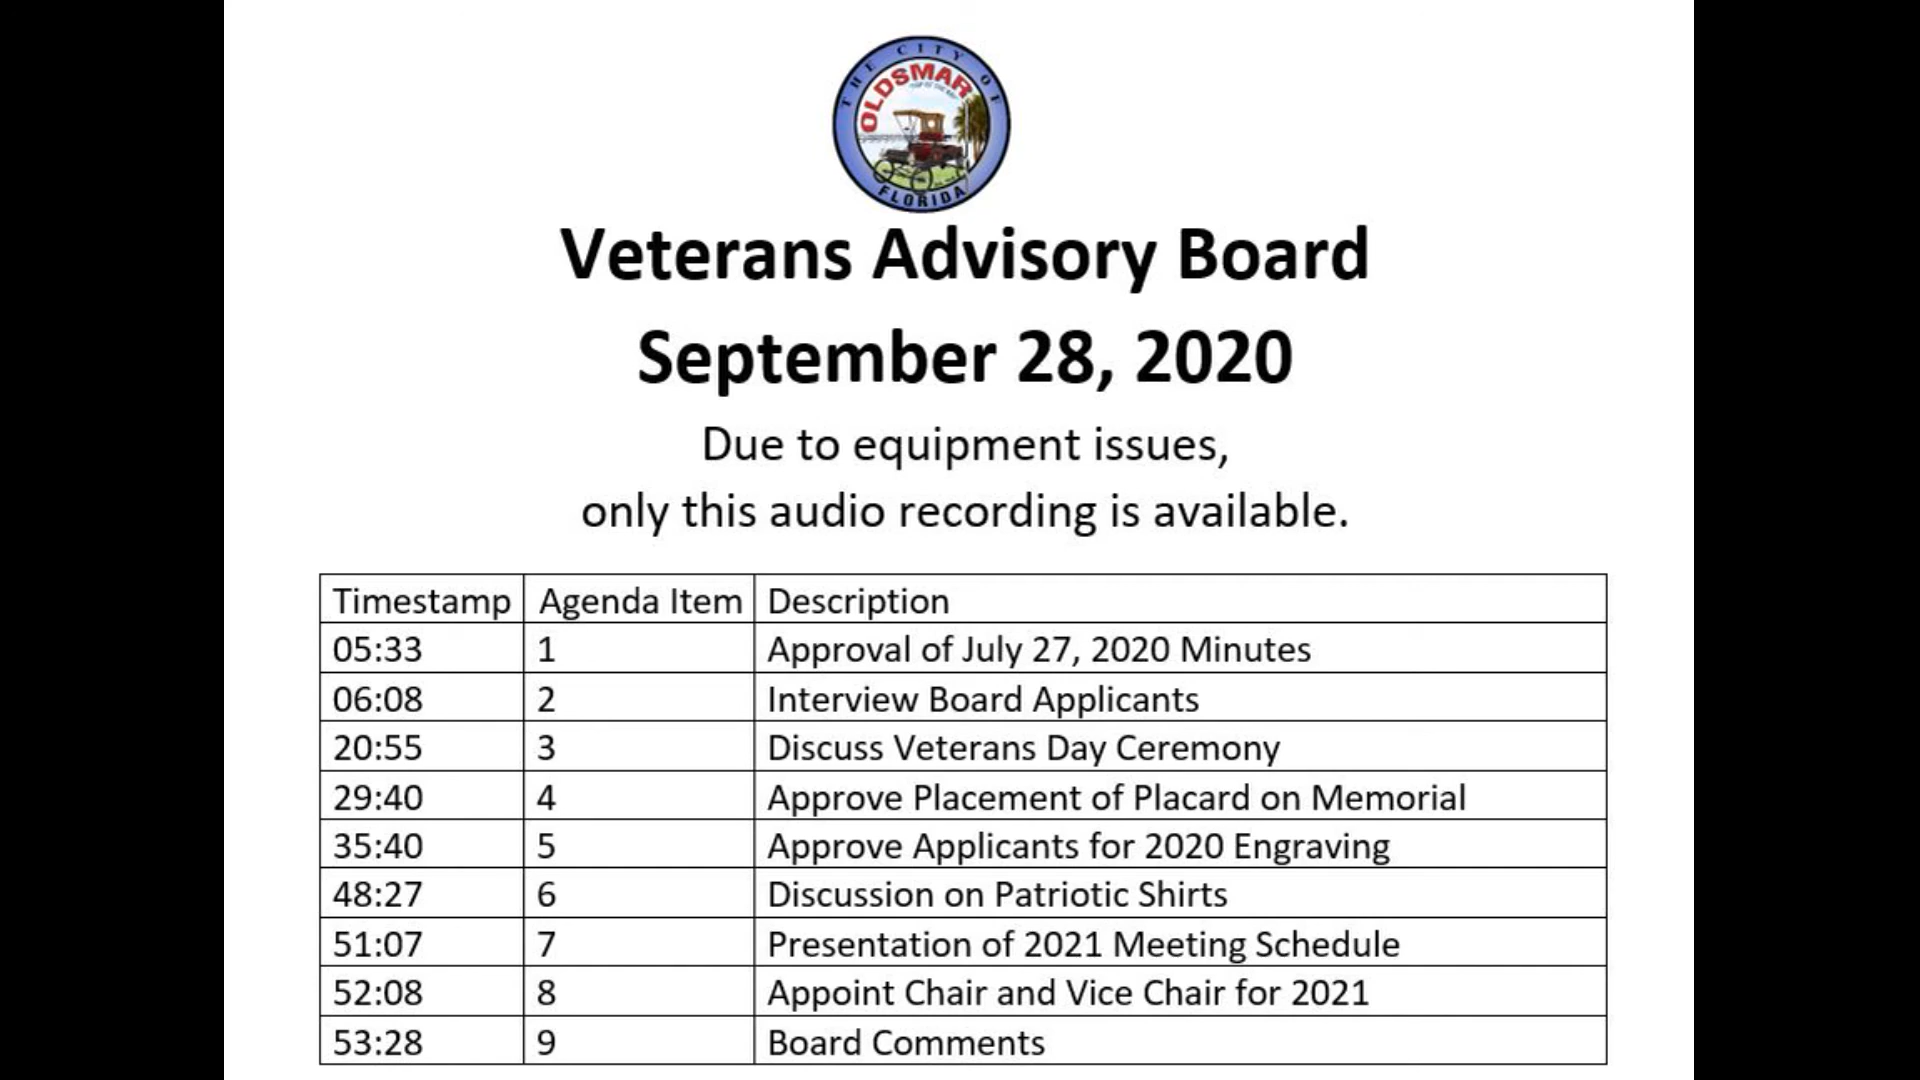 THE CITY OF
OLDSMAR
FLORIDA
Veterans Advisory Board
September 28, 2020
Due to equipment issues,
only this audio recording is available.
Timestamp Agenda Item Description
05:33 1 Approval of July 27, 2020 Minutes
06:08 2 Interview Board Applicants
20:55 3 Discuss Veterans Day Ceremony
29:40 4 Approve Placement of Placard on Memorial
35:40 5 Approve Applicants for 2020 Engraving
48:27 6 Discussion on Patriotic Shirts
51:07 7 Presentation of 2021 Meeting Schedule
52:08 8 Appoint Chair and Vice Chair for 2021
53:28 9 Board Comments